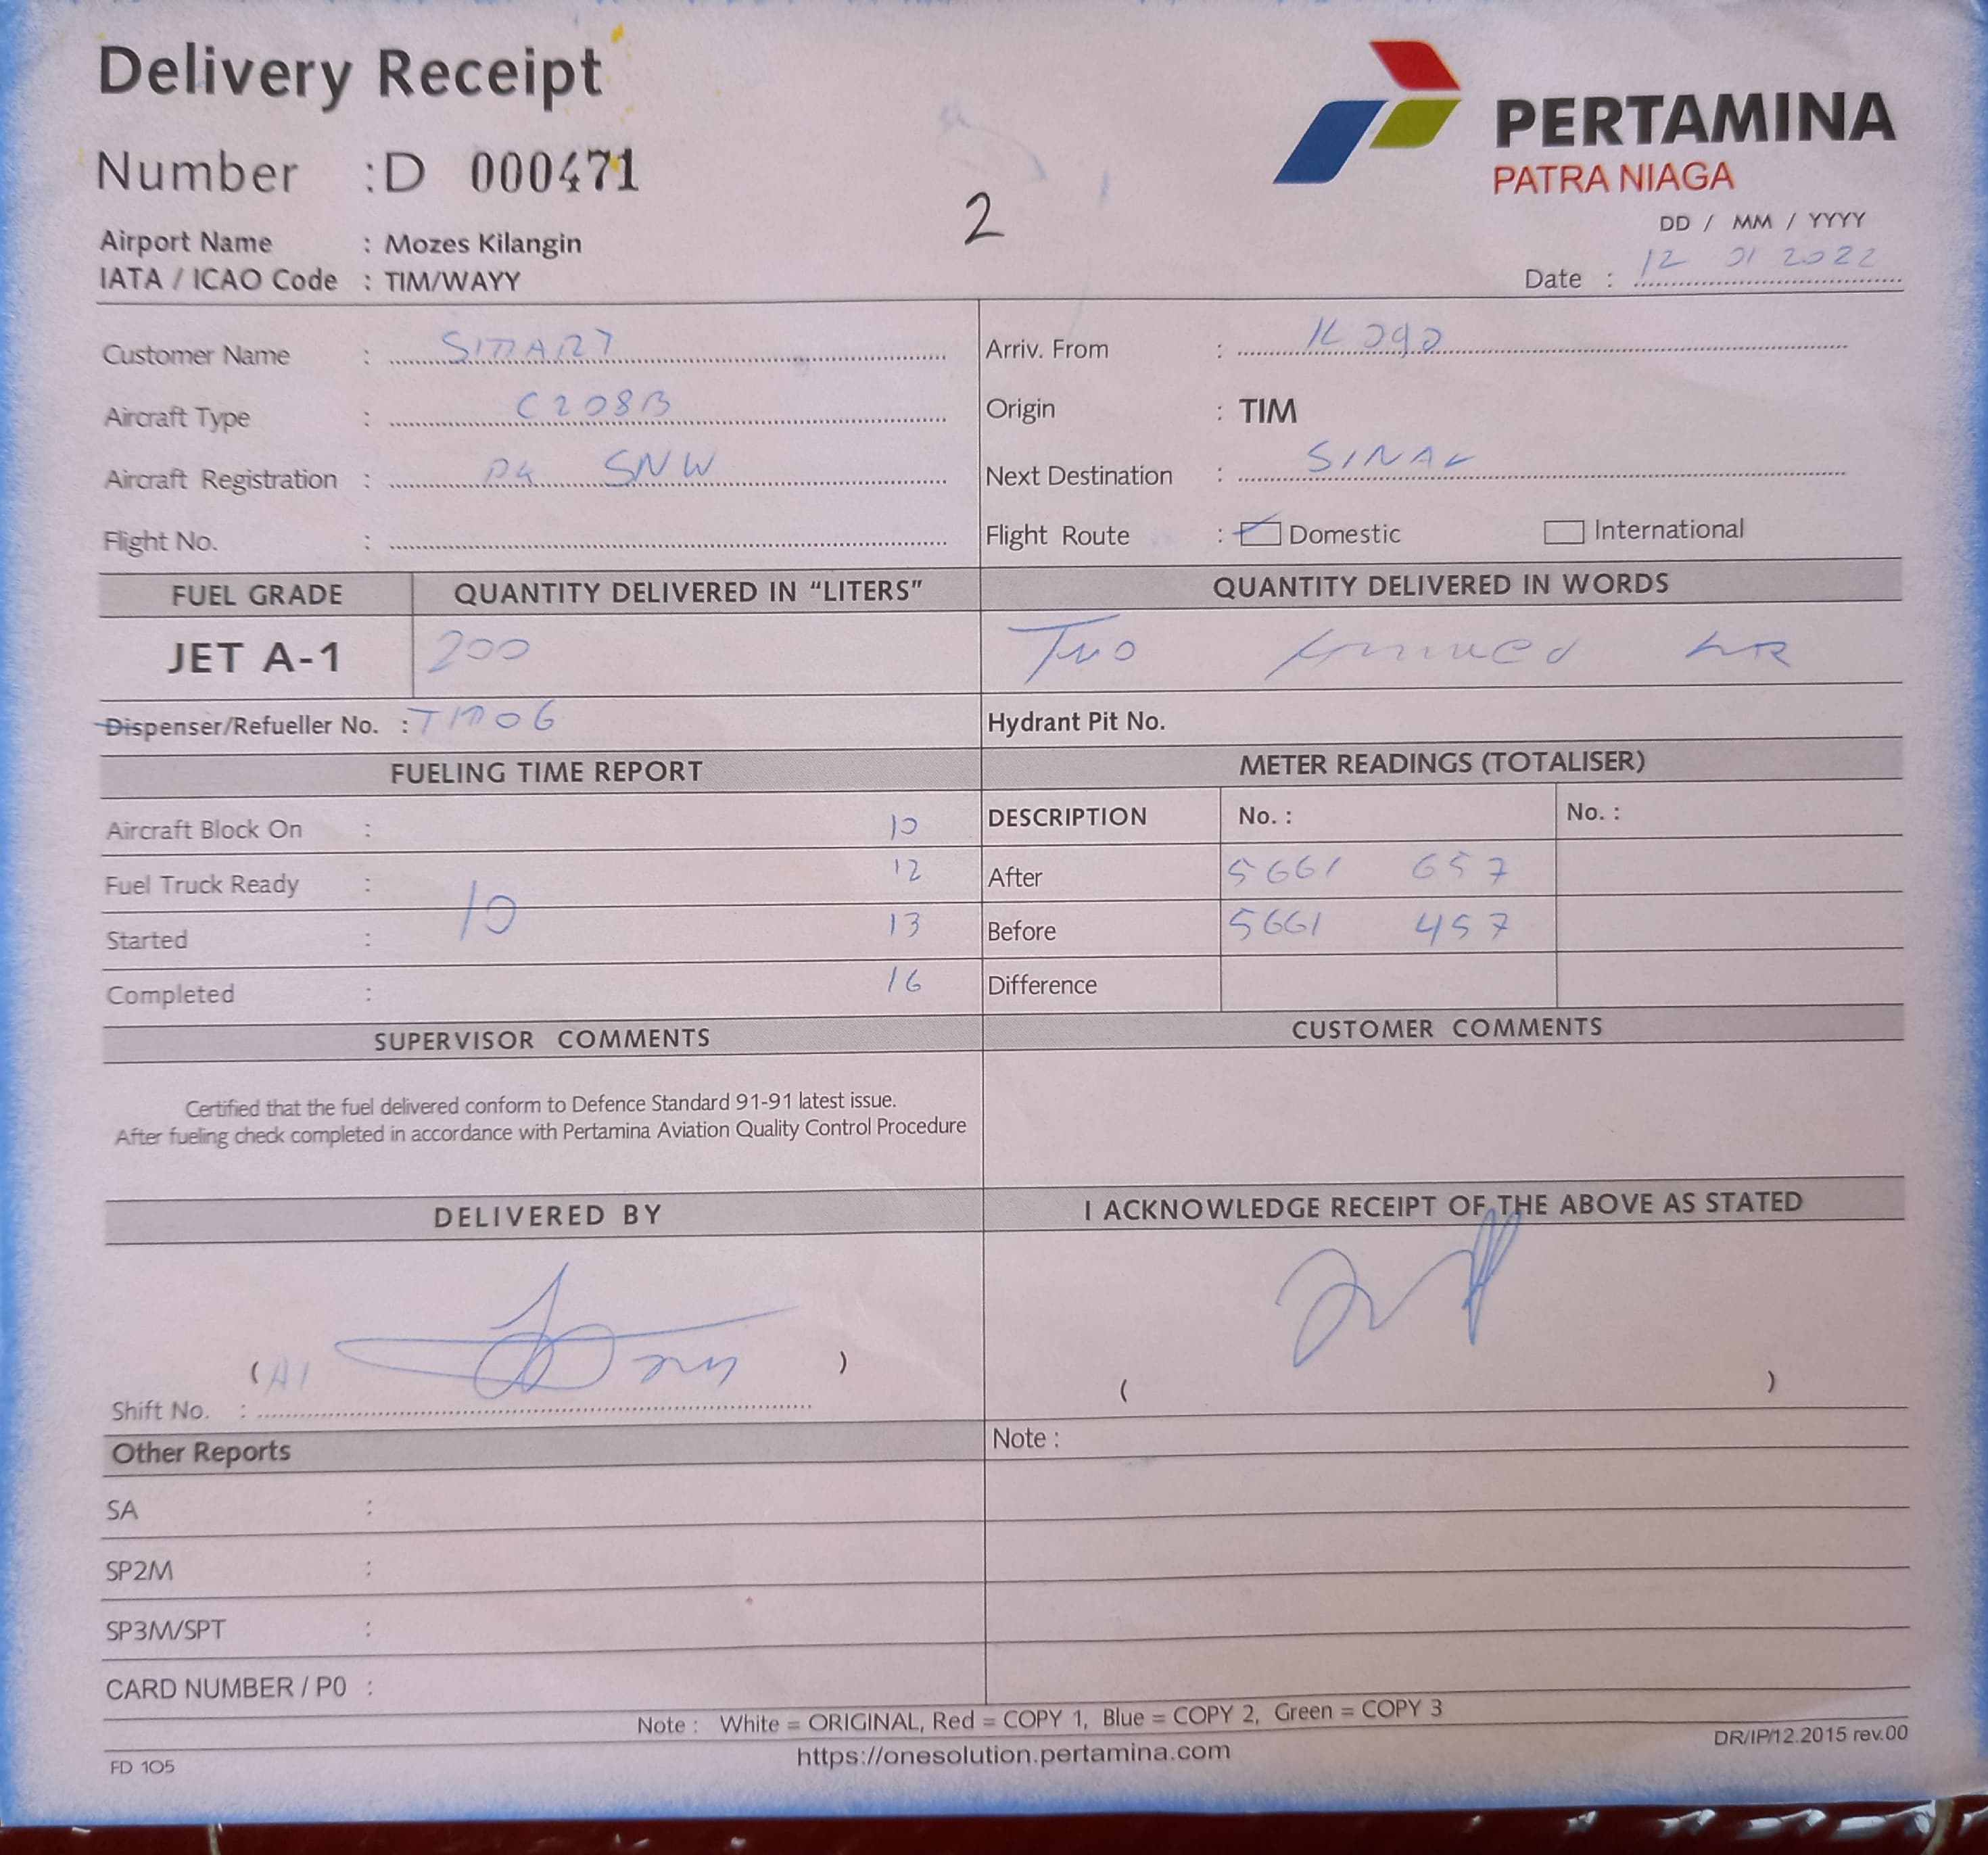 Delivery Receipt
PERTAMINA
PATRA NIAGA
Number : D 000471
2
Airport Name : Mozes Kilangin
IATA / ICAO Code : TIM/WAYY
DD / MM / YYYY
Date : 12 01 2022
Customer Name : SMART
Aircraft Type : C208B
Aircraft Registration : PK SNW
Flight No. :
Arriv. From :
Origin : TIM
Next Destination : SINAK
Flight Route : Domestic International
FUEL GRADE QUANTITY DELIVERED IN "LITERS" QUANTITY DELIVERED IN WORDS
JET A-1 200 Two
Dispenser/Refueller No. : TIM06 Hydrant Pit No.
FUELING TIME REPORT METER READINGS (TOTALISER)
Aircraft Block On : 10
Fuel Truck Ready : 12
10
Started : 13
Completed : 16
DESCRIPTION No. : No. :
After 5661 657
Before 5661 457
Difference
SUPERVISOR COMMENTS CUSTOMER COMMENTS
Certified that the fuel delivered conform to Defence Standard 91-91 latest issue.
After fueling check completed in accordance with Pertamina Aviation Quality Control Procedure
DELIVERED BY I ACKNOWLEDGE RECEIPT OF THE ABOVE AS STATED
( A1 ) ( )
Shift No. :
Other Reports Note :
SA :
SP2M :
SP3M/SPT :
CARD NUMBER / P0 :
Note : White = ORIGINAL, Red = COPY 1, Blue = COPY 2, Green = COPY 3
FD 105 https://onesolution.pertamina.com DR/IP/12.2015 rev.00